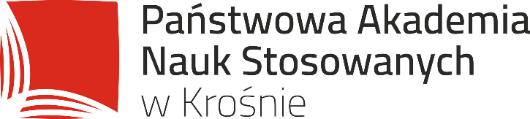 Państwowa Akademia
Nauk Stosowanych
w Krośnie